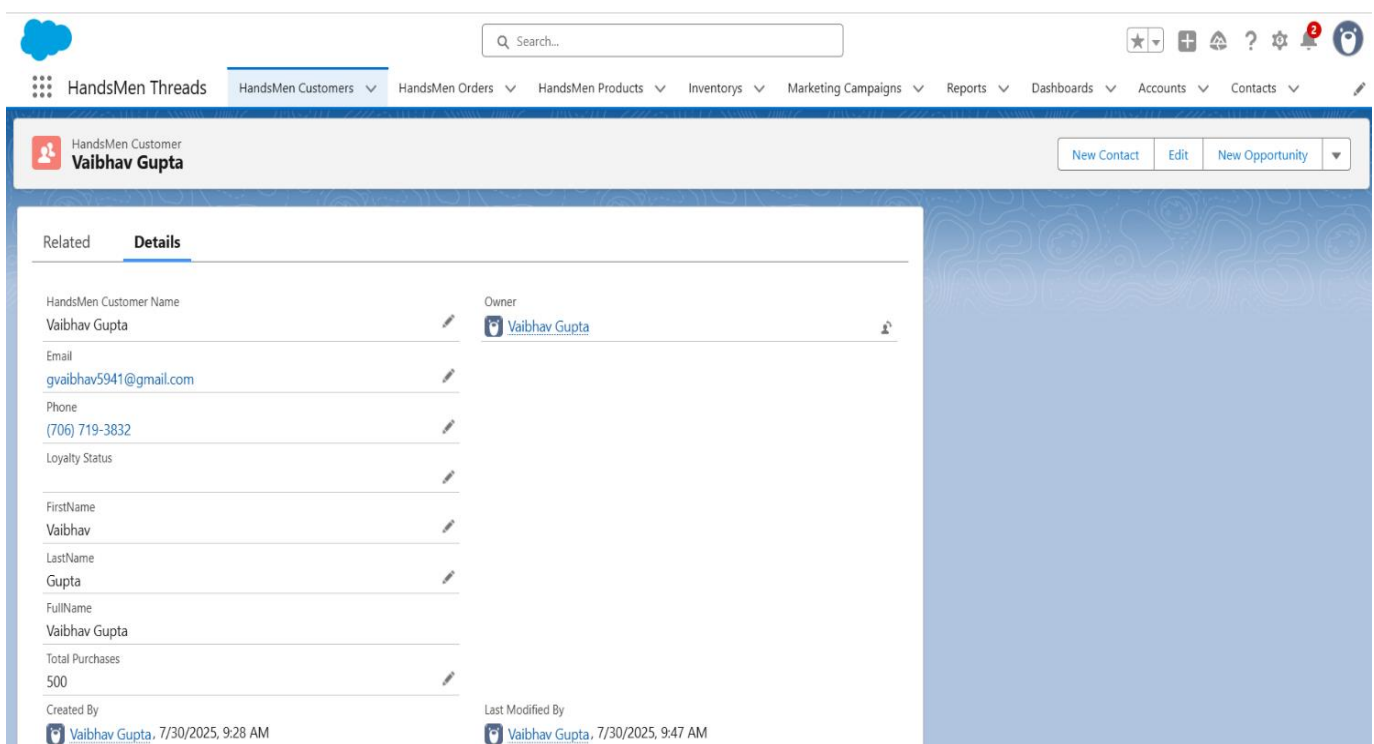 Search...
2
HandsMen Threads HandsMen Customers HandsMen Orders HandsMen Products Inventorys Marketing Campaigns Reports Dashboards Accounts Contacts
HandsMen Customer
Vaibhav Gupta
New Contact Edit New Opportunity
Related Details
HandsMen Customer Name Owner
Vaibhav Gupta Vaibhav Gupta
Email
gvaibhav5941@gmail.com
Phone
(706) 719-3832
Loyalty Status
FirstName
Vaibhav
LastName
Gupta
FullName
Vaibhav Gupta
Total Purchases
500
Created By Last Modified By
Vaibhav Gupta, 7/30/2025, 9:28 AM Vaibhav Gupta, 7/30/2025, 9:47 AM